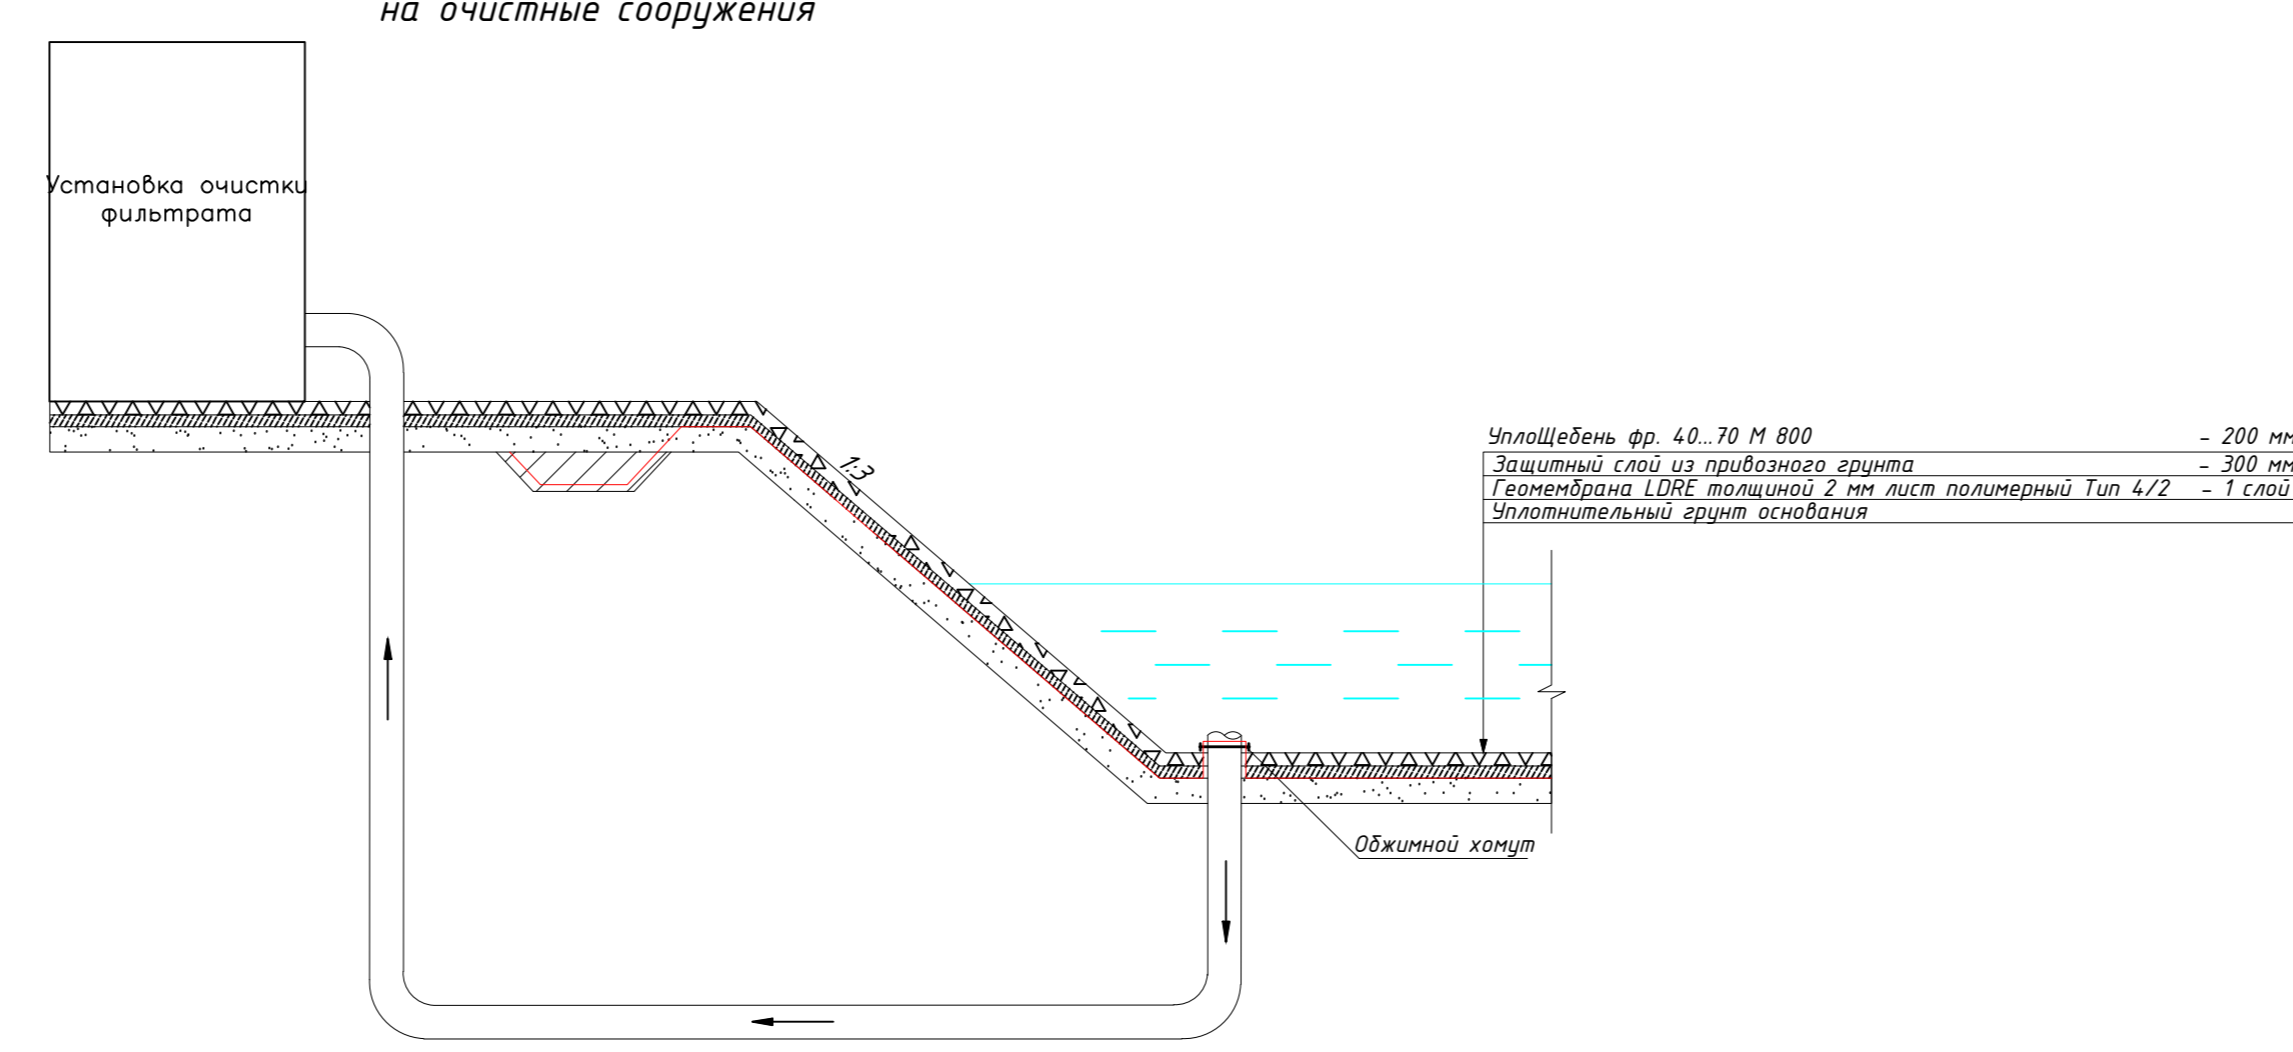 на очистные сооружения
Установка очистки
фильтрата
1:3
УплоЩебень фр. 40...70 М 800 - 200 мм
Защитный слой из привозного грунта - 300 мм
Геомембрана LDRE толщиной 2 мм лист полимерный Тип 4/2 - 1 слой
Уплотнительный грунт основания
Обжимной хомут